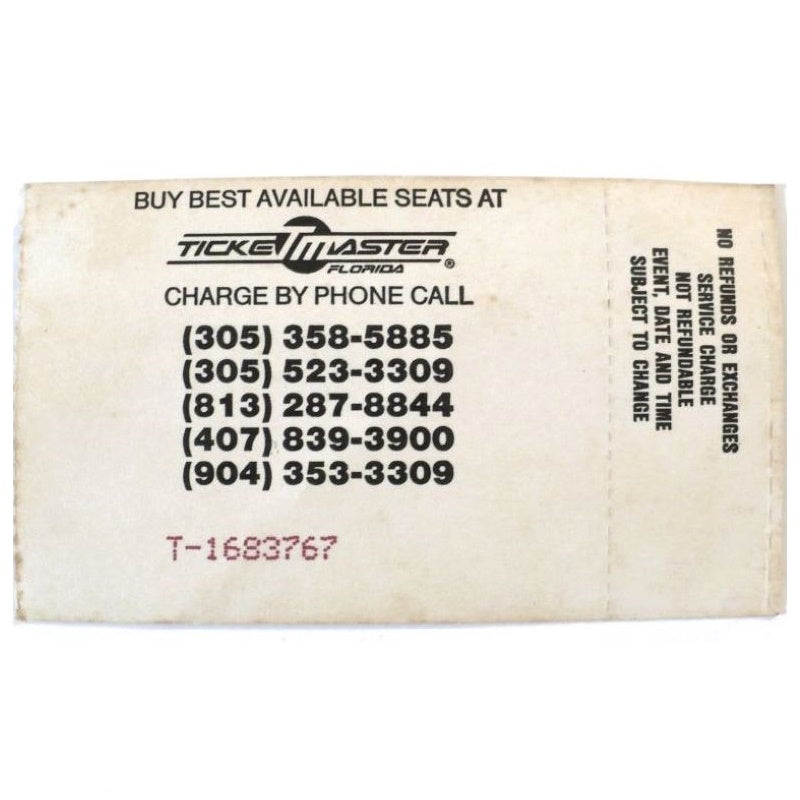 BUY BEST AVAILABLE SEATS AT
TICKETMASTER
FLORIDA ®
CHARGE BY PHONE CALL
(305) 358-5885
(305) 523-3309
(813) 287-8844
(407) 839-3900
(904) 353-3309
T-1683767
NO REFUNDS OR EXCHANGES
SERVICE CHARGE
NOT REFUNDABLE
EVENT, DATE AND TIME
SUBJECT TO CHANGE